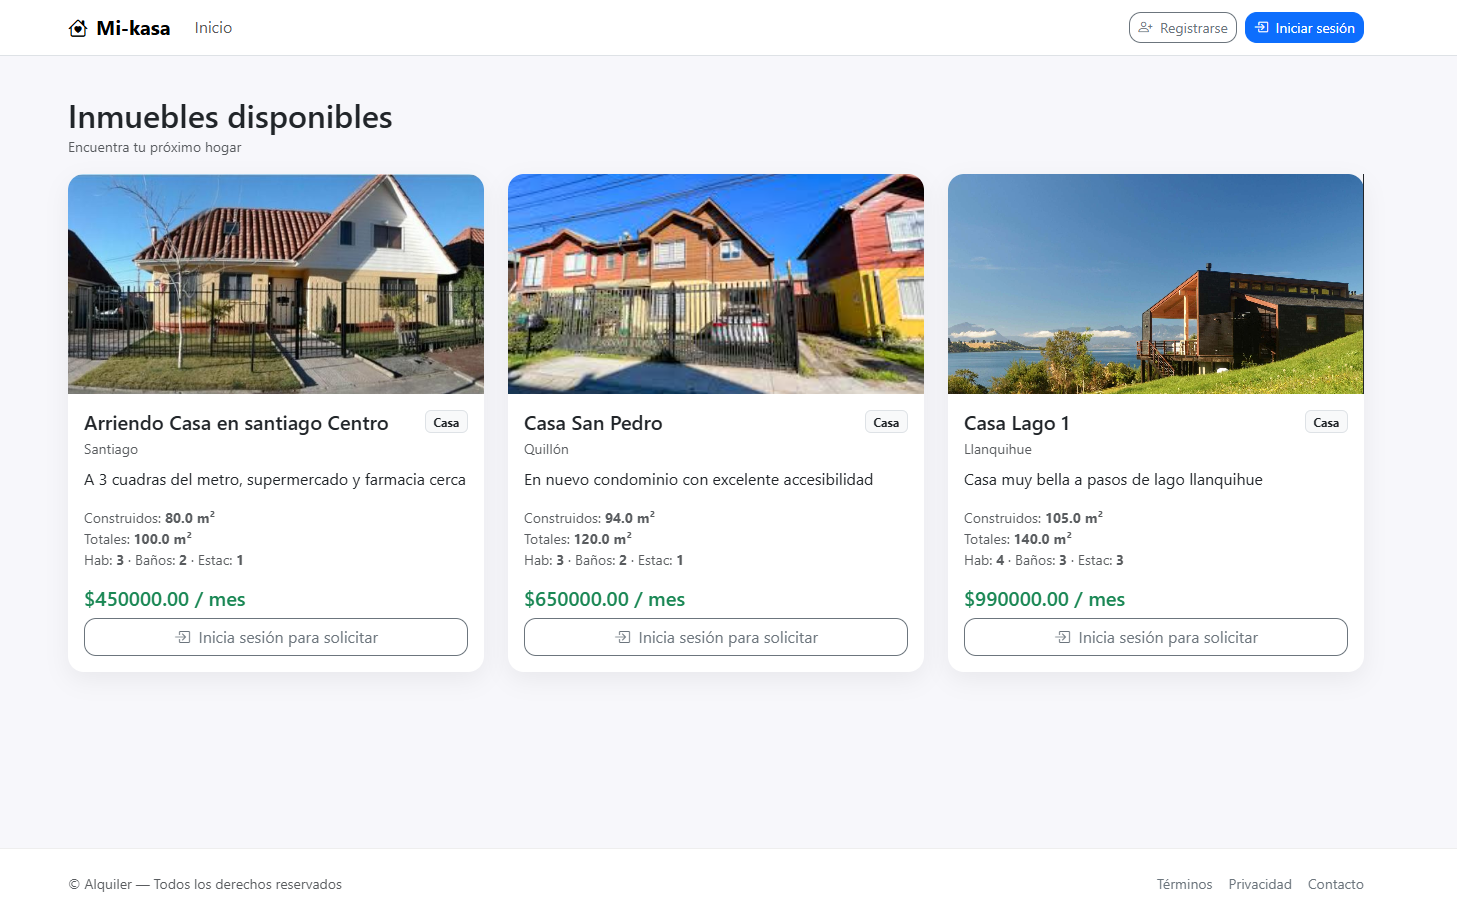 Mi-kasa
Inicio
Registrarse
Iniciar sesión
Inmuebles disponibles
Encuentra tu próximo hogar
Arriendo Casa en santiago Centro
Casa
Santiago
A 3 cuadras del metro, supermercado y farmacia cerca
Construidos: 80.0 m²
Totales: 100.0 m²
Hab: 3 · Baños: 2 · Estac: 1
$450000.00 / mes
Inicia sesión para solicitar
Casa San Pedro
Casa
Quillón
En nuevo condominio con excelente accesibilidad
Construidos: 94.0 m²
Totales: 120.0 m²
Hab: 3 · Baños: 2 · Estac: 1
$650000.00 / mes
Inicia sesión para solicitar
Casa Lago 1
Casa
Llanquihue
Casa muy bella a pasos de lago llanquihue
Construidos: 105.0 m²
Totales: 140.0 m²
Hab: 4 · Baños: 3 · Estac: 3
$990000.00 / mes
Inicia sesión para solicitar
© Alquiler — Todos los derechos reservados
Términos
Privacidad
Contacto